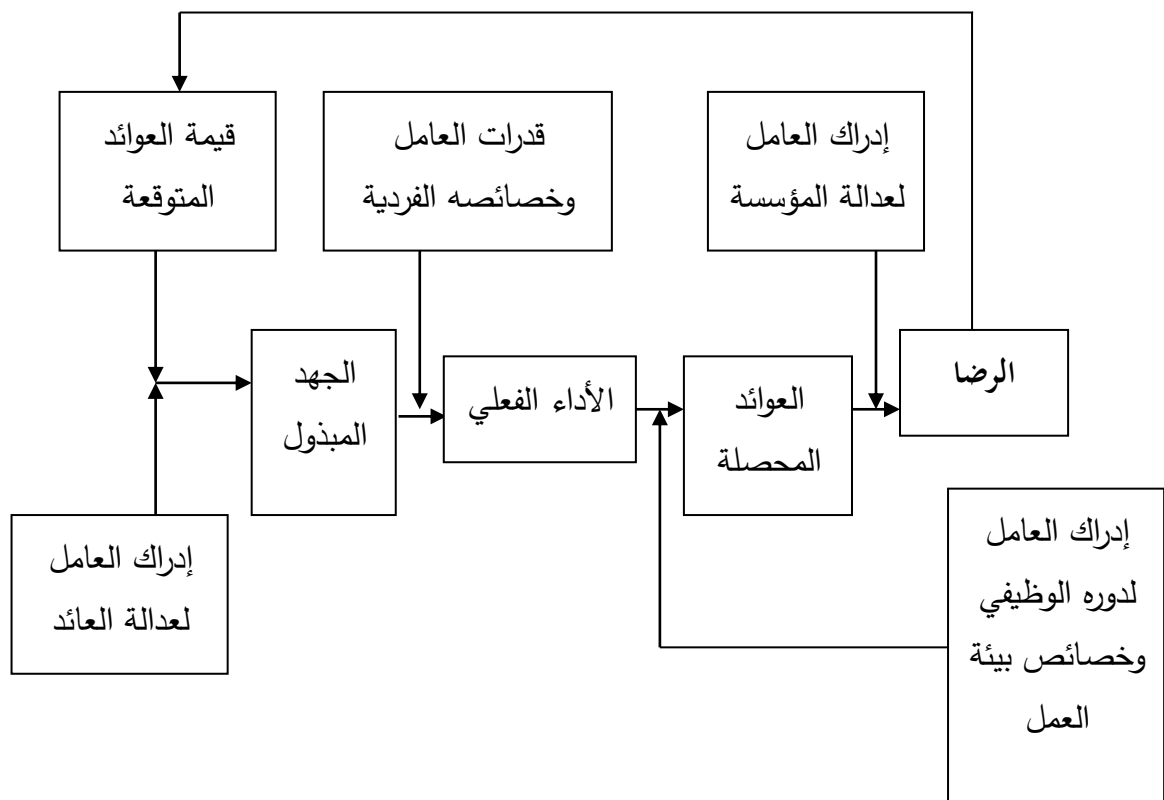 قيمة العوائد
المتوقعة
قدرات العامل
وخصائصه الفردية
إدراك العامل
لعدالة المؤسسة
الجهد
المبذول
الأداء الفعلي
العوائد
المحصلة
الرضا
إدراك العامل
لعدالة العائد
إدراك العامل
لدوره الوظيفي
وخصائص بيئة
العمل